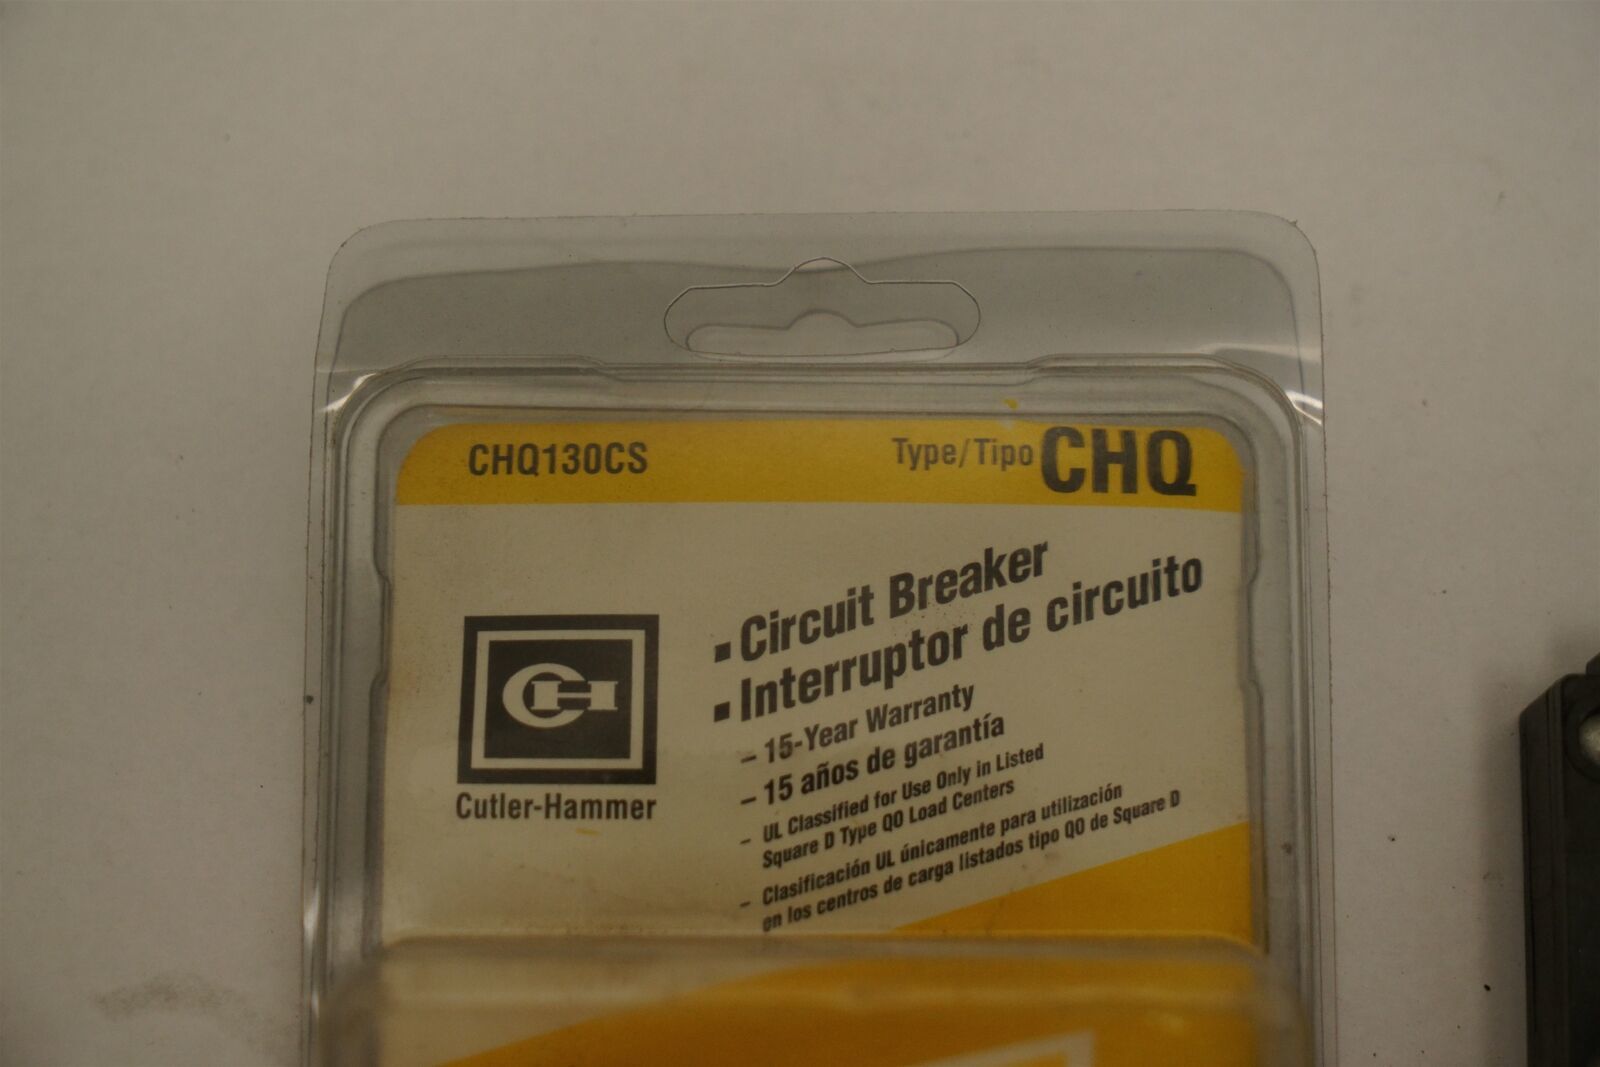 CHQ130CS
Type/Tipo CHQ
▪ Circuit Breaker
▪ Interruptor de circuito
– 15-Year Warranty
– 15 años de garantía
– UL Classified for Use Only in Listed
Square D Type QO Load Centers
– Clasificación UL únicamente para utilización
en los centros de carga listados tipo QO de Square D
CH
Cutler-Hammer